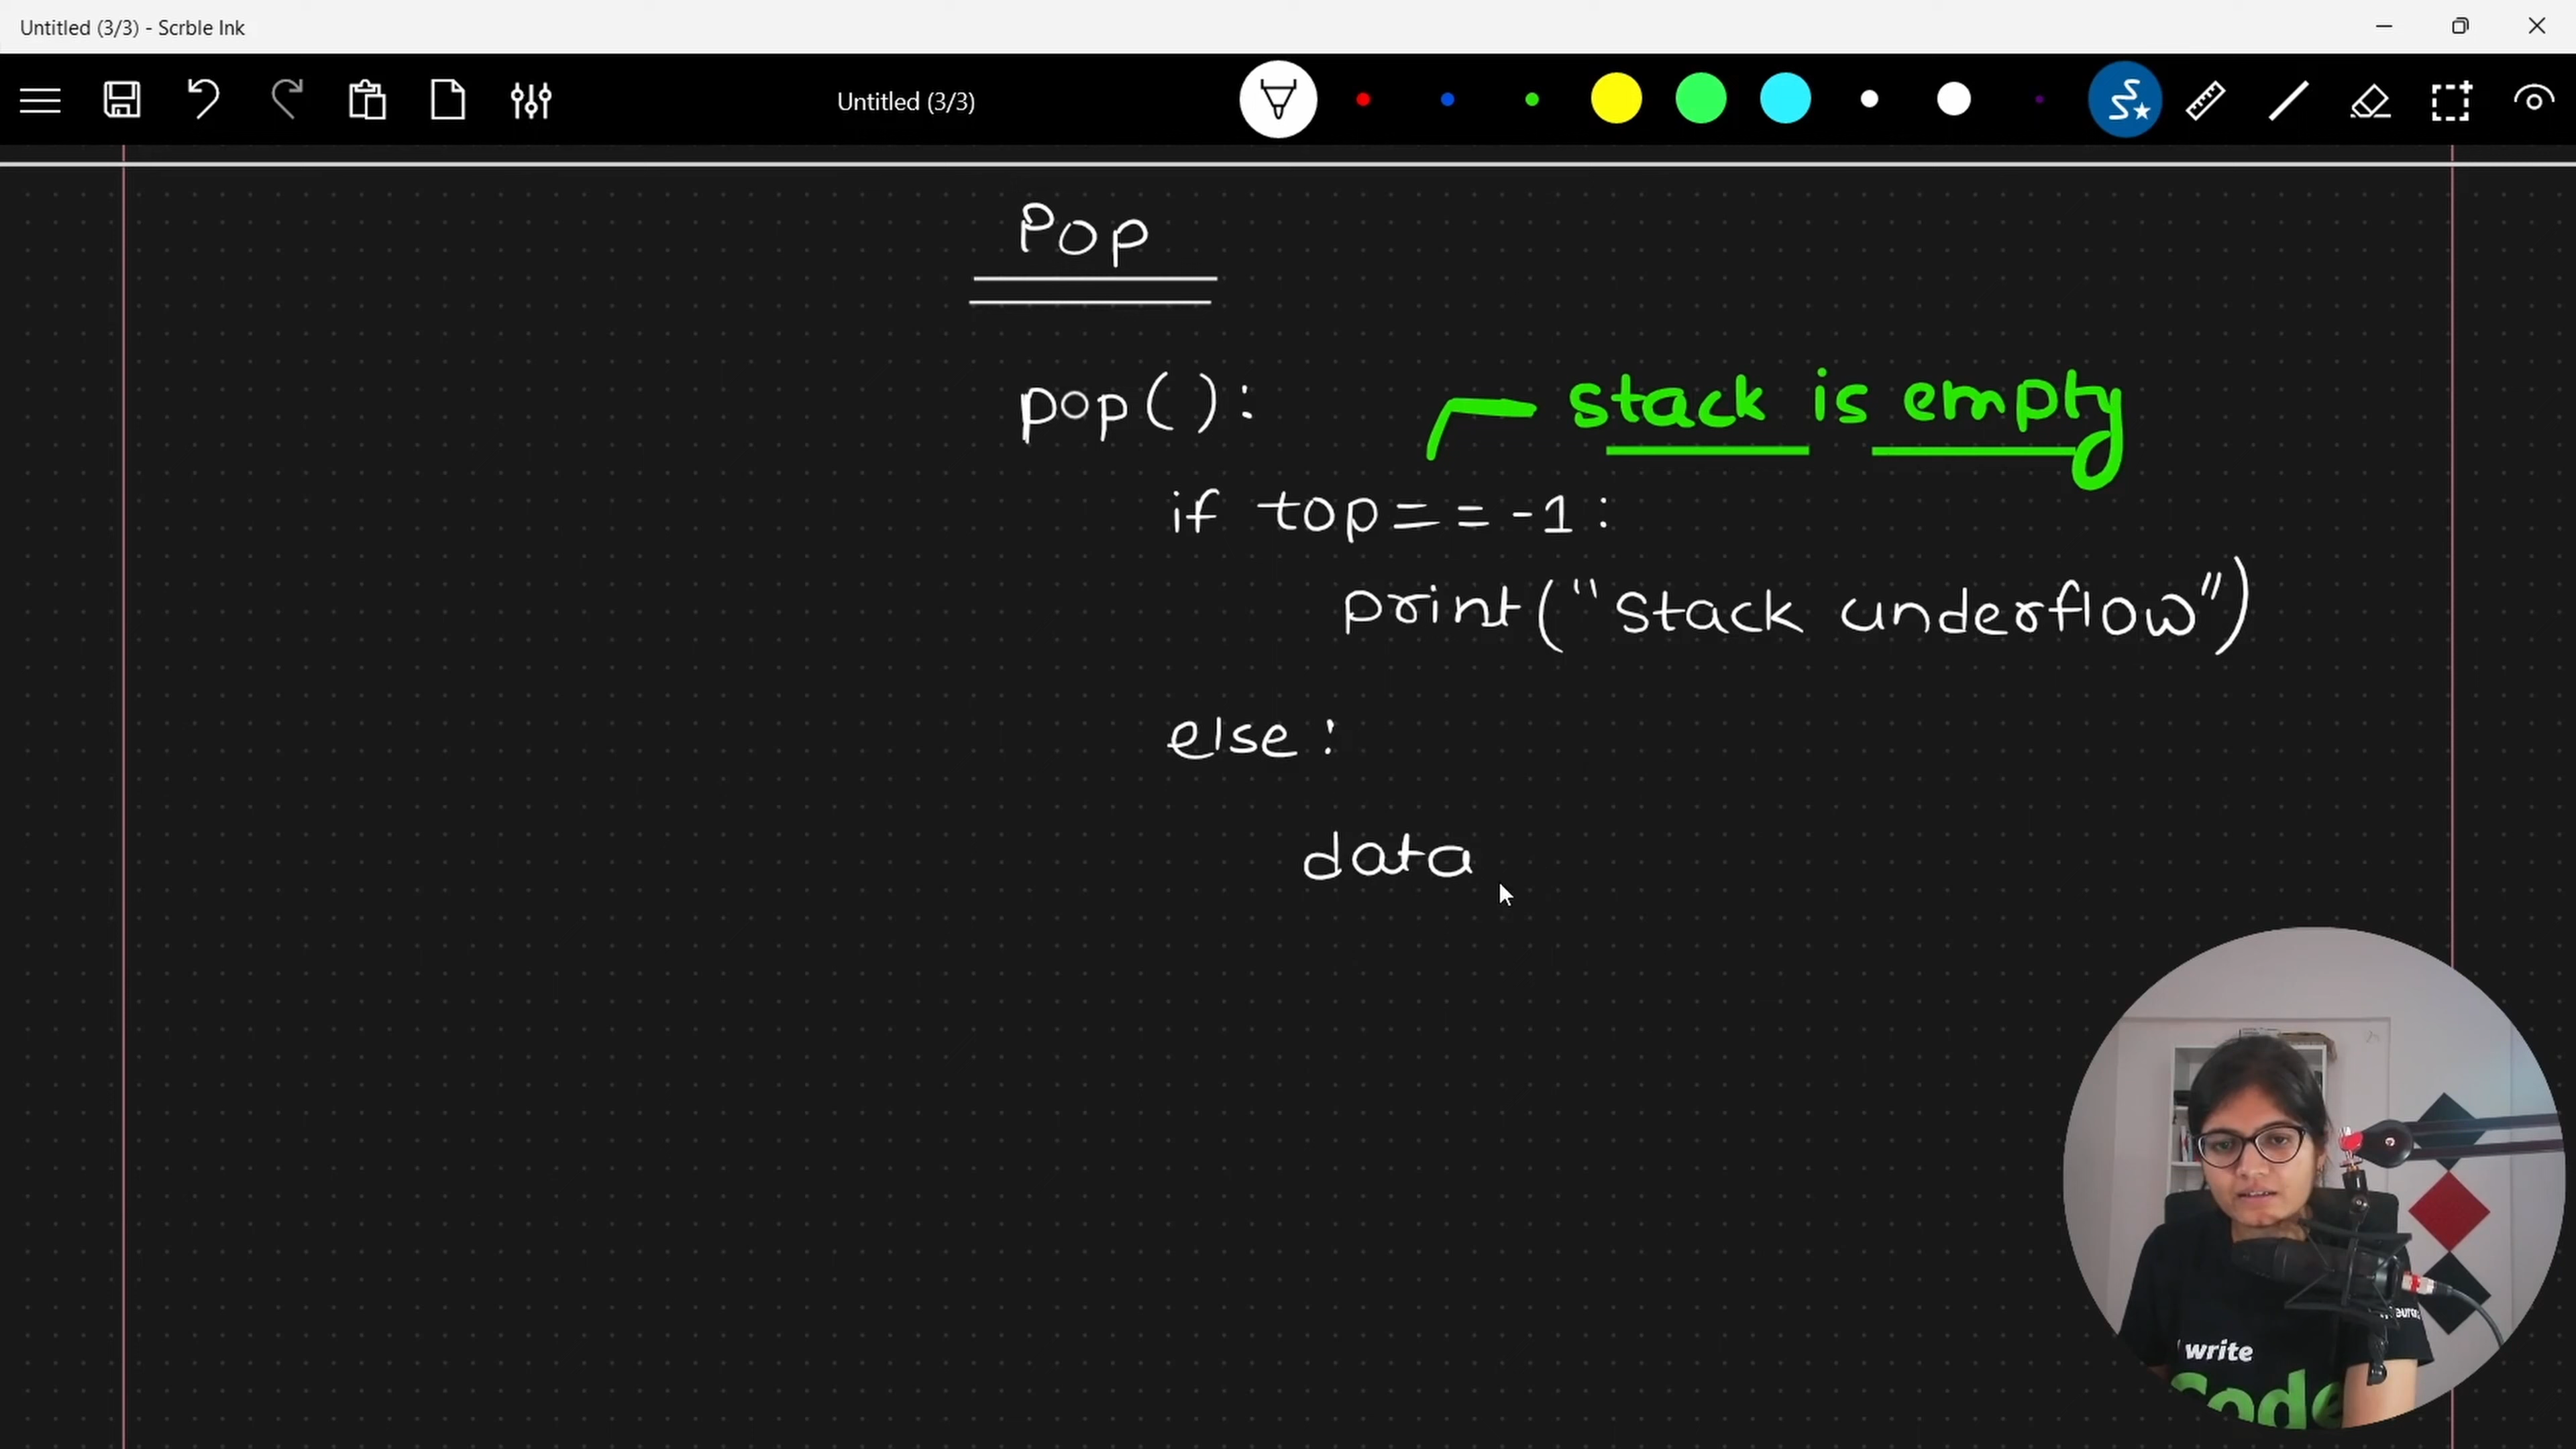 Untitled (3/3) - Scrble Ink
Untitled (3/3)
Pop
pop():
stack is empty
if top== -1:
print("Stack underflow")
else:
data
write
Code